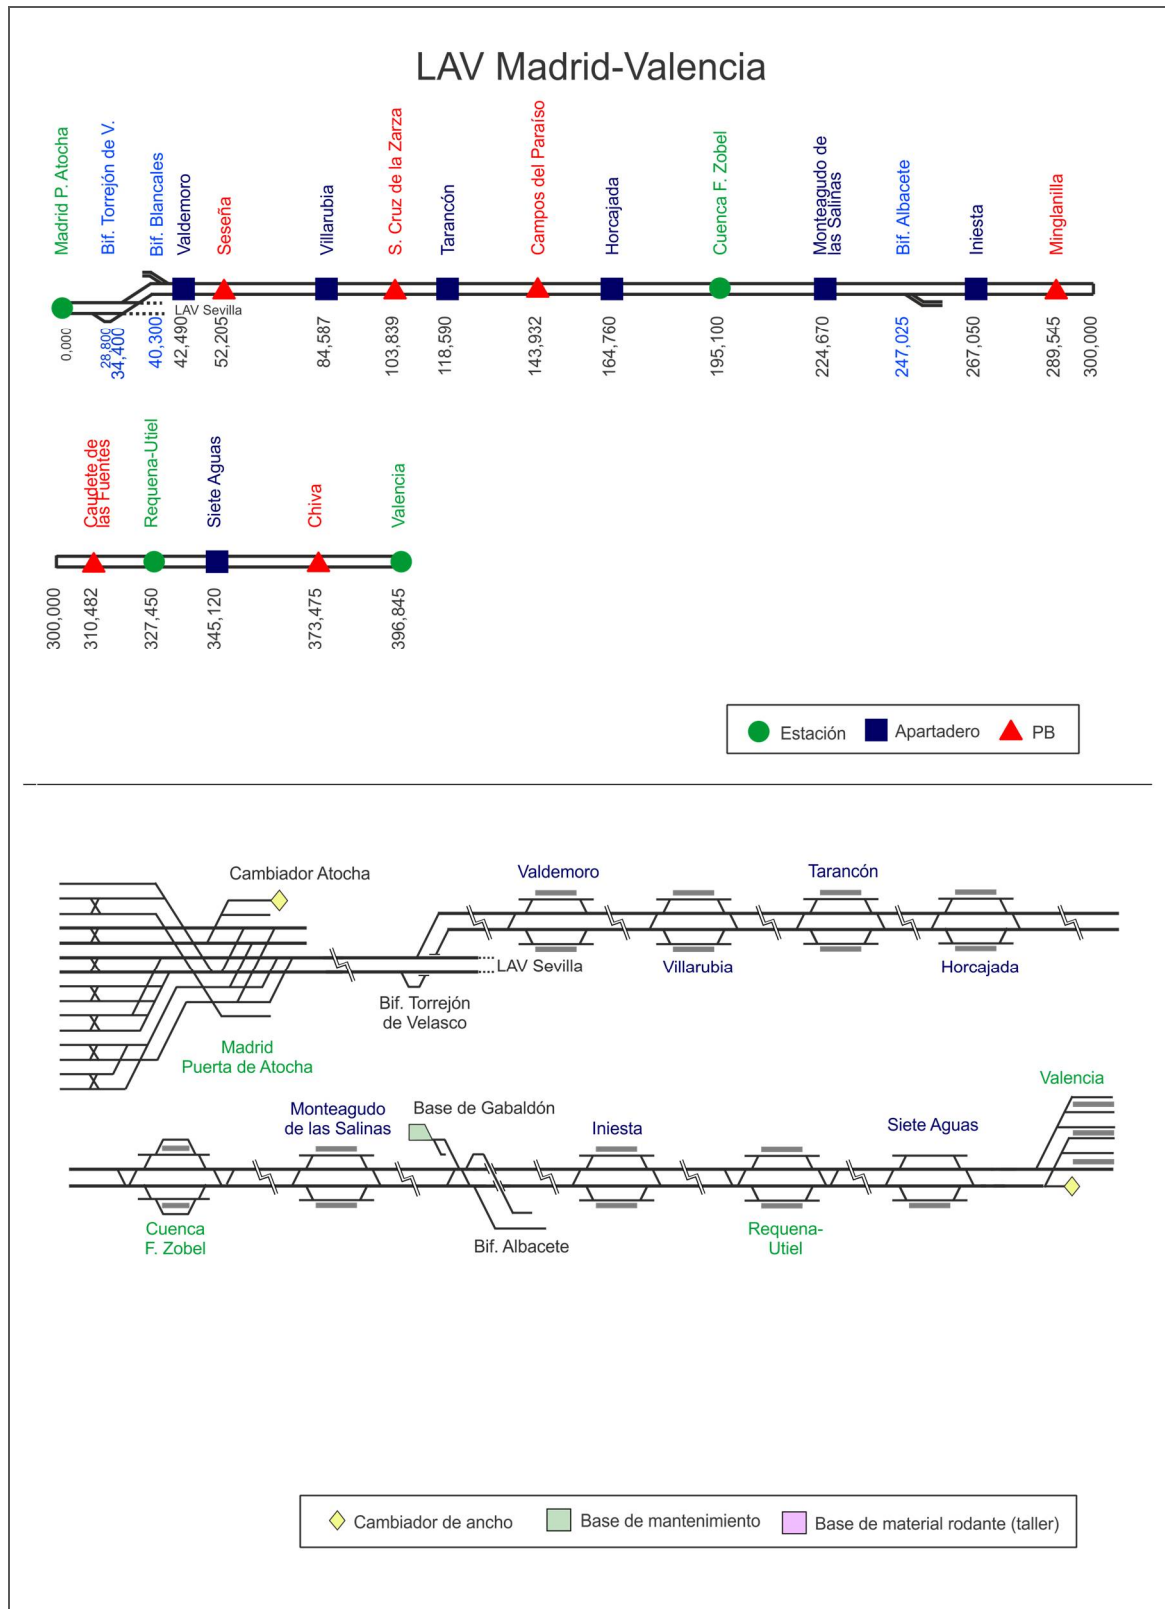 LAV Madrid-Valencia
Madrid P. Atocha
Bif. Torrejón de V.
Bif. Blancales
Valdemoro
Seseña
Villarubia
S. Cruz de la Zarza
Tarancón
Campos del Paraíso
Horcajada
Cuenca F. Zobel
Monteagudo de
las Salinas
Bif. Albacete
Iniesta
Minglanilla
LAV Sevilla
0,000
28,800
34,400
40,300
42,490
52,205
84,587
103,839
118,590
143,932
164,760
195,100
224,670
247,025
267,050
289,545
300,000
Caudete de
las Fuentes
Requena-Utiel
Siete Aguas
Chiva
Valencia
300,000
310,482
327,450
345,120
373,475
396,845
Estación
Apartadero
PB
Cambiador Atocha
Valdemoro
Tarancón
LAV Sevilla
Villarubia
Horcajada
Bif. Torrejón
de Velasco
Madrid
Puerta de Atocha
Valencia
Monteagudo
de las Salinas
Base de Gabaldón
Iniesta
Siete Aguas
Cuenca
F. Zobel
Bif. Albacete
Requena-
Utiel
Cambiador de ancho
Base de mantenimiento
Base de material rodante (taller)